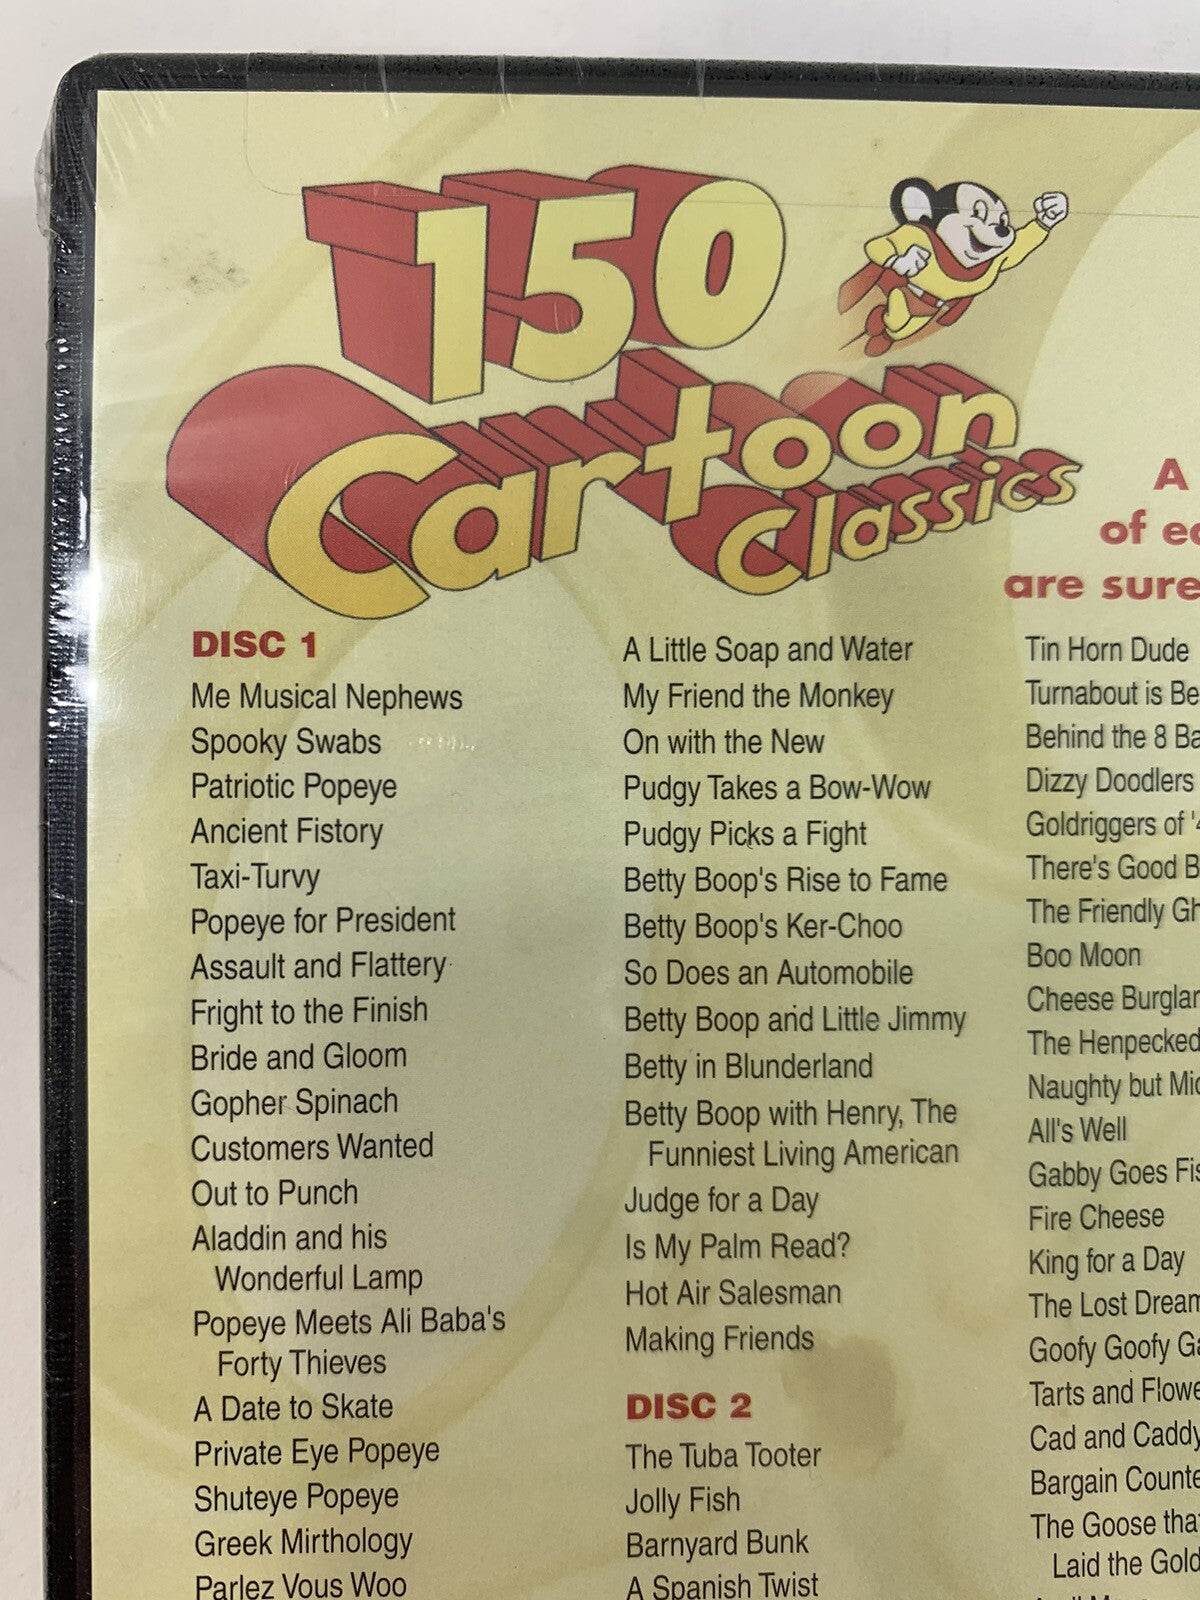 150
Cartoon
Classics
A
of
are sure
DISC 1
Me Musical Nephews
Spooky Swabs
Patriotic Popeye
Ancient Fistory
Taxi-Turvy
Popeye for President
Assault and Flattery
Fright to the Finish
Bride and Gloom
Gopher Spinach
Customers Wanted
Out to Punch
Aladdin and his
Wonderful Lamp
Popeye Meets Ali Baba's
Forty Thieves
A Date to Skate
Private Eye Popeye
Shuteye Popeye
Greek Mirthology
Parlez Vous Woo
A Little Soap and Water
My Friend the Monkey
On with the New
Pudgy Takes a Bow-Wow
Pudgy Picks a Fight
Betty Boop's Rise to Fame
Betty Boop's Ker-Choo
So Does an Automobile
Betty Boop and Little Jimmy
Betty in Blunderland
Betty Boop with Henry, The
Funniest Living American
Judge for a Day
Is My Palm Read?
Hot Air Salesman
Making Friends
DISC 2
The Tuba Tooter
Jolly Fish
Barnyard Bunk
A Spanish Twist
Tin Horn Dude
Turnabout is
Behind the 8
Dizzy Doodlers
Goldriggers of
There's Good
The Friendly
Boo Moon
Cheese
The Henpecked
Naughty but
All's Well
Gabby Goes
Fire Cheese
King for a Day
The Lost
Goofy Goofy
Tarts and
Cad and Caddy
Bargain
The Goose
Laid the